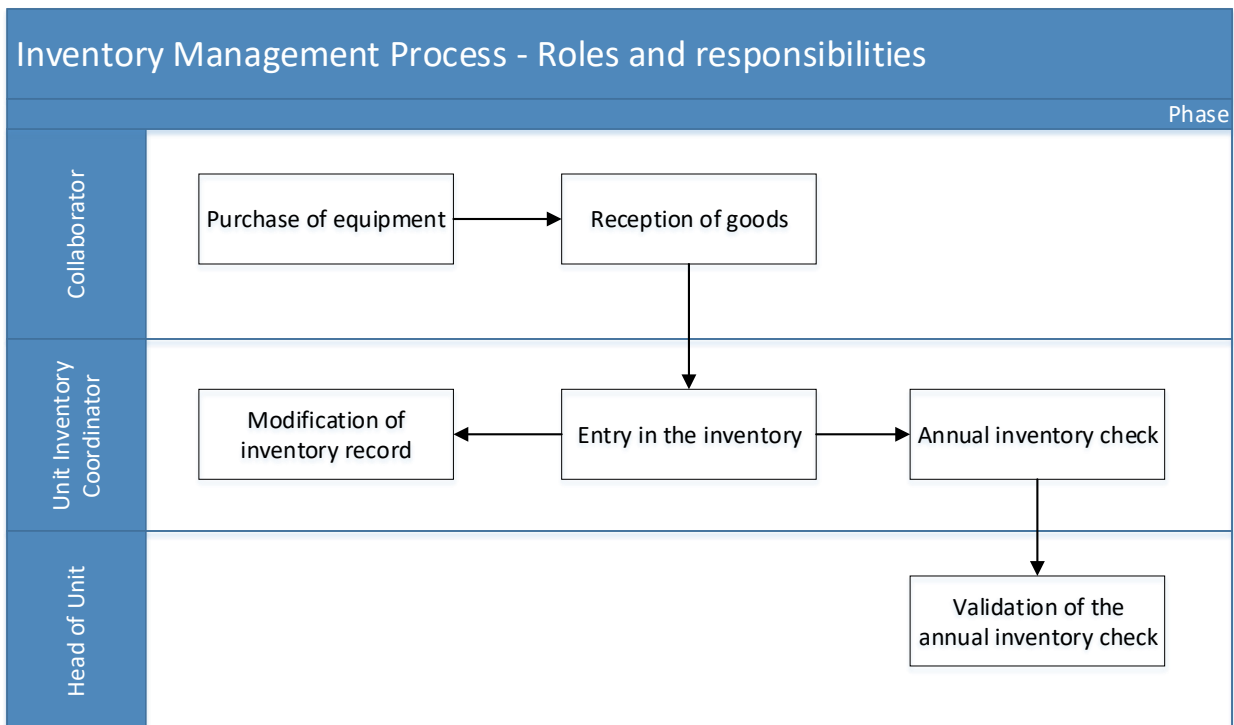 Inventory Management Process - Roles and responsibilities
Phase
Collaborator
Purchase of equipment
Reception of goods
Unit Inventory
Coordinator
Modification of
inventory record
Entry in the inventory
Annual inventory check
Head of Unit
Validation of the
annual inventory check